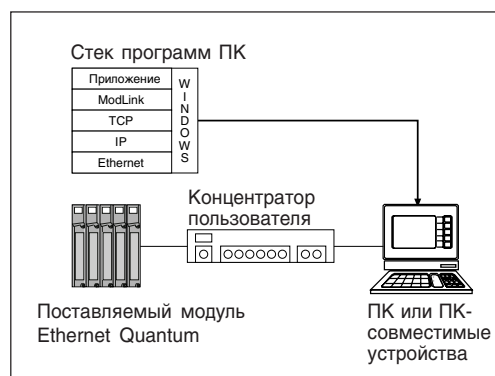 Стек программ ПК
Приложение
ModLink
TCP
IP
Ethernet
WINDOWS
Концентратор
пользователя
Поставляемый модуль
Ethernet Quantum
ПК или ПК-
совместимые
устройства